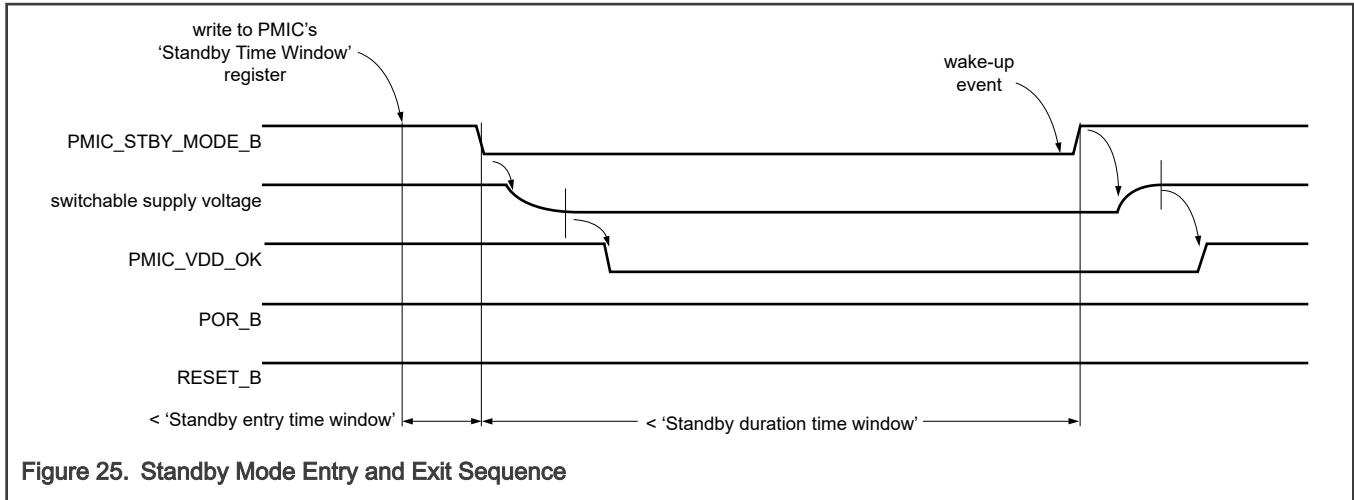 write to PMIC’s
‘Standby Time Window’
register
wake-up
event
PMIC_STBY_MODE_B
switchable supply voltage
PMIC_VDD_OK
POR_B
RESET_B
< ‘Standby entry time window’
< ‘Standby duration time window’
Figure 25. Standby Mode Entry and Exit Sequence